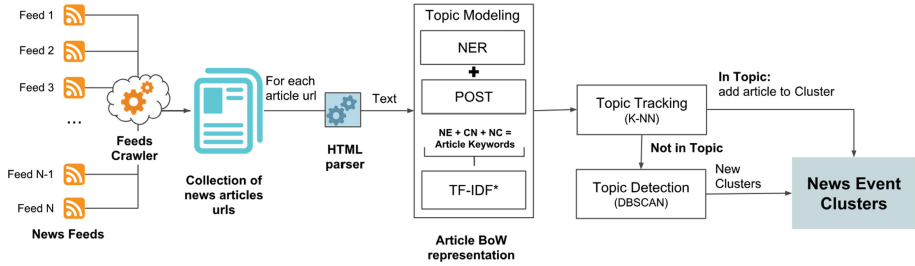 Feed 1
Feed 2
Feed 3
...
Feed N-1
Feed N
News Feeds
Feeds
Crawler
Collection of
news articles
urls
For each
article url
HTML
parser
Text
Topic Modeling
NER
+
POST
NE + CN + NC =
Article Keywords
TF-IDF*
Article BoW
representation
Topic Tracking
(K-NN)
In Topic:
add article to Cluster
Not in Topic
Topic Detection
(DBSCAN)
New
Clusters
News Event
Clusters